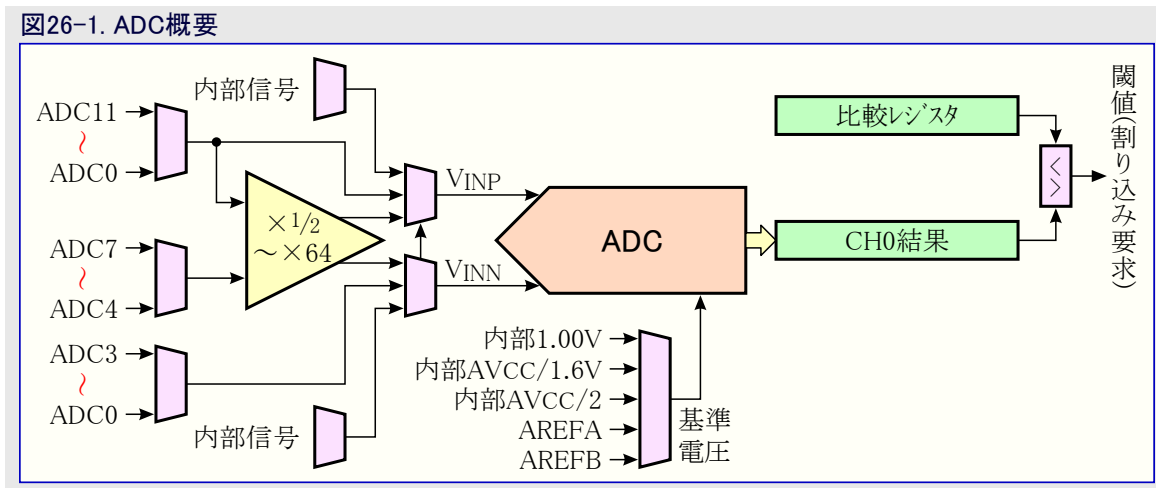 図26-1. ADC概要
内部信号
ADC11
~
ADC0
×1/2
~×64
ADC7
~
ADC4
ADC3
~
ADC0
内部信号
VINP
VINN
ADC
内部1.00V
内部AVCC/1.6V
内部AVCC/2
AREFA
AREFB
基準
電圧
比較レジスタ
CH0結果
< >
閾値(割り込み要求)